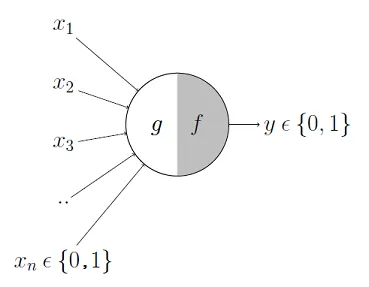 x₁
x₂
x₃
g f y ϵ {0, 1}
..
xₙ ϵ {0,1}